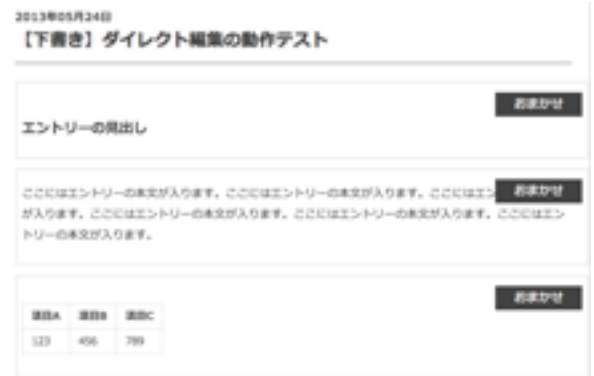 2013年05月24日
【下書き】ダイレクト編集の動作テスト
おまかせ
エントリーの見出し
おまかせ
ここにはエントリーの本文が入ります。ここにはエントリーの本文が入ります。ここにはエン
が入ります。ここにはエントリーの本文が入ります。ここにはエントリーの本文が入ります。ここにはエン
トリーの本文が入ります。
おまかせ
項目A 項目B 項目C
123 456 789